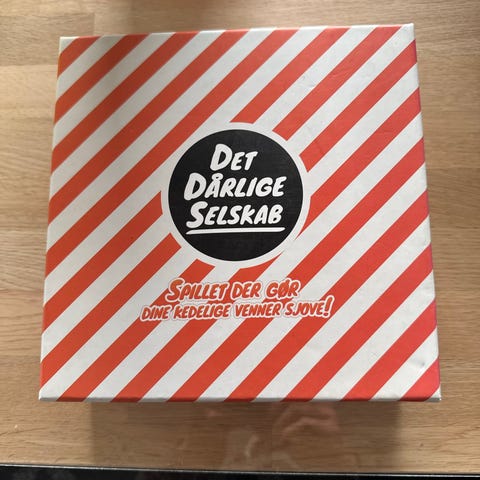 DET
DÅRLIGE
SELSKAB
SPILLET DER GØR
DINE KEDELIGE VENNER SJOVE!